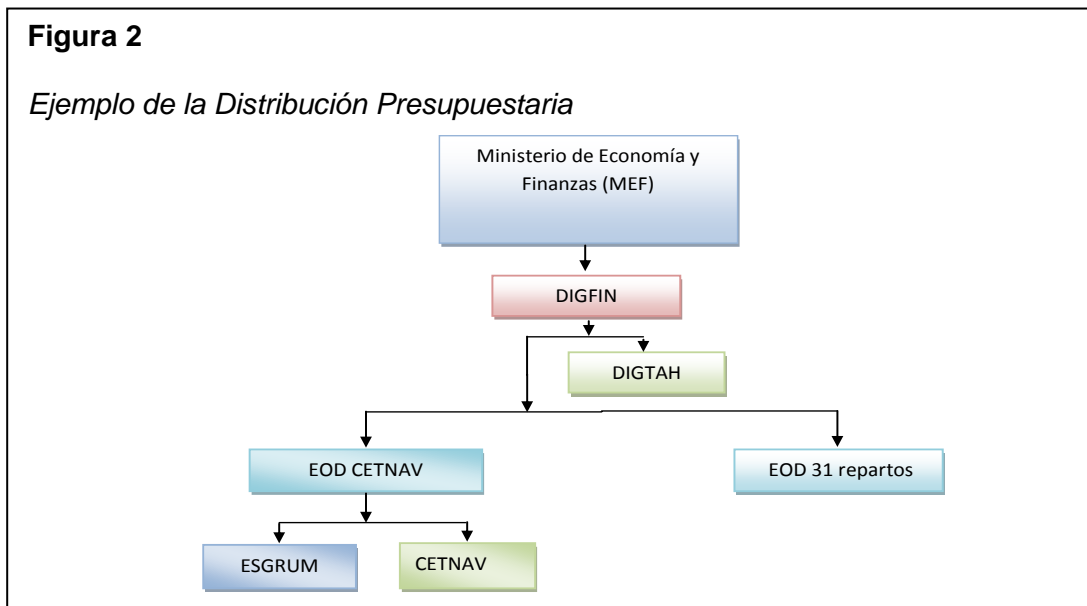 Figura 2
Ejemplo de la Distribución Presupuestaria
Ministerio de Economía y
Finanzas (MEF)
DIGFIN
DIGTAH
EOD CETNAV
EOD 31 repartos
ESGRUM
CETNAV